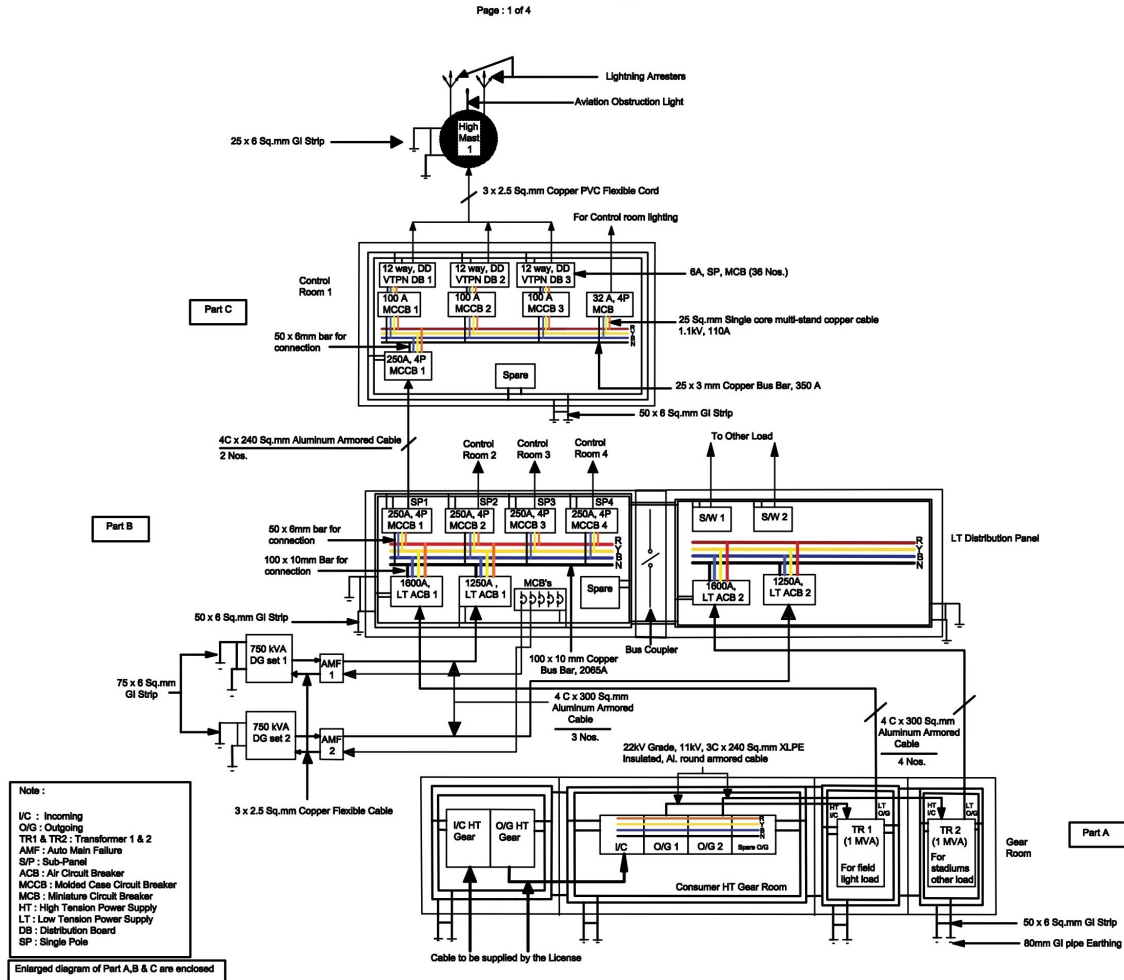 Page : 1 of 4
Lightning Arresters
Aviation Obstruction Light
High
Mast
1
25 x 6 Sq.mm GI Strip
3 x 2.5 Sq.mm Copper PVC Flexible Cord
For Control room lighting
Control
Room 1
12 way, DD
VTPN DB 1
12 way, DD
VTPN DB 2
12 way, DD
VTPN DB 3
6A, SP, MCB (36 Nos.)
Part C
100 A
MCCB 1
100 A
MCCB 2
100 A
MCCB 3
32 A, 4P
MCB
25 Sq.mm Single core multi-stand copper cable
1.1kV, 110A
R
Y
B
N
50 x 6mm bar for
connection
250A, 4P
MCCB 1
Spare
25 x 3 mm Copper Bus Bar, 350 A
50 x 6 Sq.mm GI Strip
4C x 240 Sq.mm Aluminum Armored Cable
2 Nos.
Control
Room 2
Control
Room 3
Control
Room 4
To Other Load
Part B
SP1
SP2
SP3
SP4
250A, 4P
MCCB 1
250A, 4P
MCCB 2
250A, 4P
MCCB 3
250A, 4P
MCCB 4
S/W 1
S/W 2
LT Distribution Panel
50 x 6mm bar for
connection
R
Y
B
N
R
Y
B
N
100 x 10mm Bar for
connection
1600A,
LT ACB 1
1250A ,
LT ACB 1
MCB's
Spare
1600A,
LT ACB 2
1250A,
LT ACB 2
50 x 6 Sq.mm GI Strip
Bus Coupler
100 x 10 mm Copper
Bus Bar, 2065A
750 kVA
DG set 1
AMF
1
75 x 6 Sq.mm
GI Strip
4 C x 300 Sq.mm
Aluminum Armored
Cable
3 Nos.
4 C x 300 Sq.mm
Aluminum Armored
Cable
4 Nos.
750 kVA
DG set 2
AMF
2
22kV Grade, 11kV, 3C x 240 Sq.mm XLPE
Insulated, Al. round armored cable
3 x 2.5 Sq.mm Copper Flexible Cable
Note :
I/C : Incoming
O/G : Outgoing
TR1 & TR2 : Transformer 1 & 2
AMF : Auto Main Failure
S/P : Sub-Panel
ACB : Air Circuit Breaker
MCCB : Molded Case Circuit Breaker
MCB : Miniature Circuit Breaker
HT : High Tension Power Supply
LT : Low Tension Power Supply
DB : Distribution Board
SP : Single Pole
Enlarged diagram of Part A,B & C are enclosed
I/C HT
Gear
O/G HT
Gear
R
Y
B
N
I/C
O/G 1
O/G 2
Spare O/G
Consumer HT Gear Room
HT
I/C
LT
O/G
TR 1
(1 MVA)
For field
light load
HT
I/C
LT
O/G
TR 2
(1 MVA)
For
stadiums
other load
Gear
Room
Part A
50 x 6 Sq.mm GI Strip
80mm GI pipe Earthing
Cable to be supplied by the License